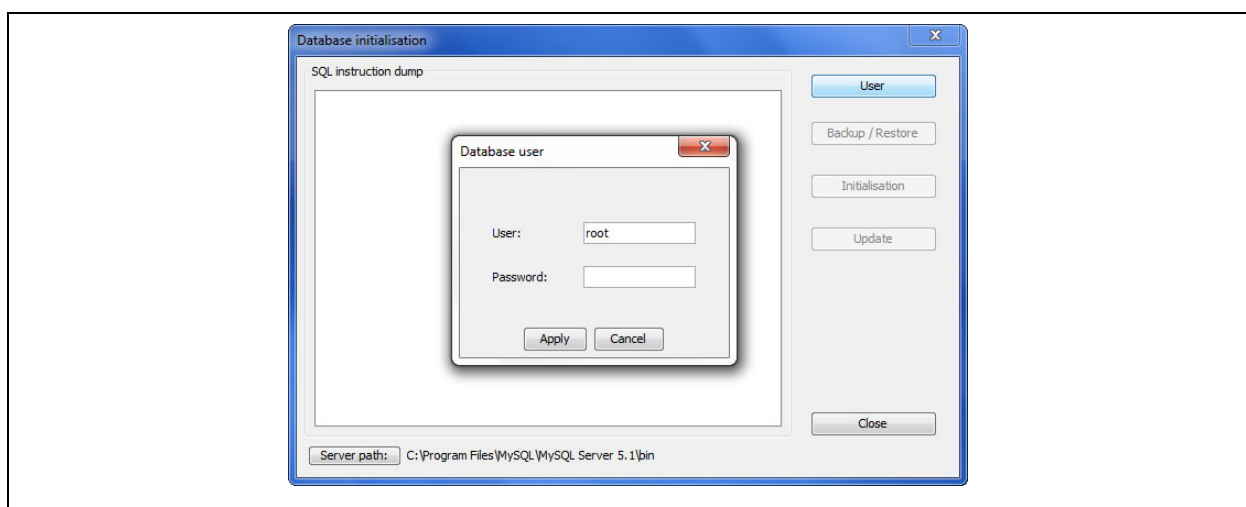 Database initialisation
SQL instruction dump
User
Backup / Restore
Initialisation
Update
Database user
User: root
Password:
Apply Cancel
Close
Server path: C:\Program Files\MySQL\MySQL Server 5.1\bin